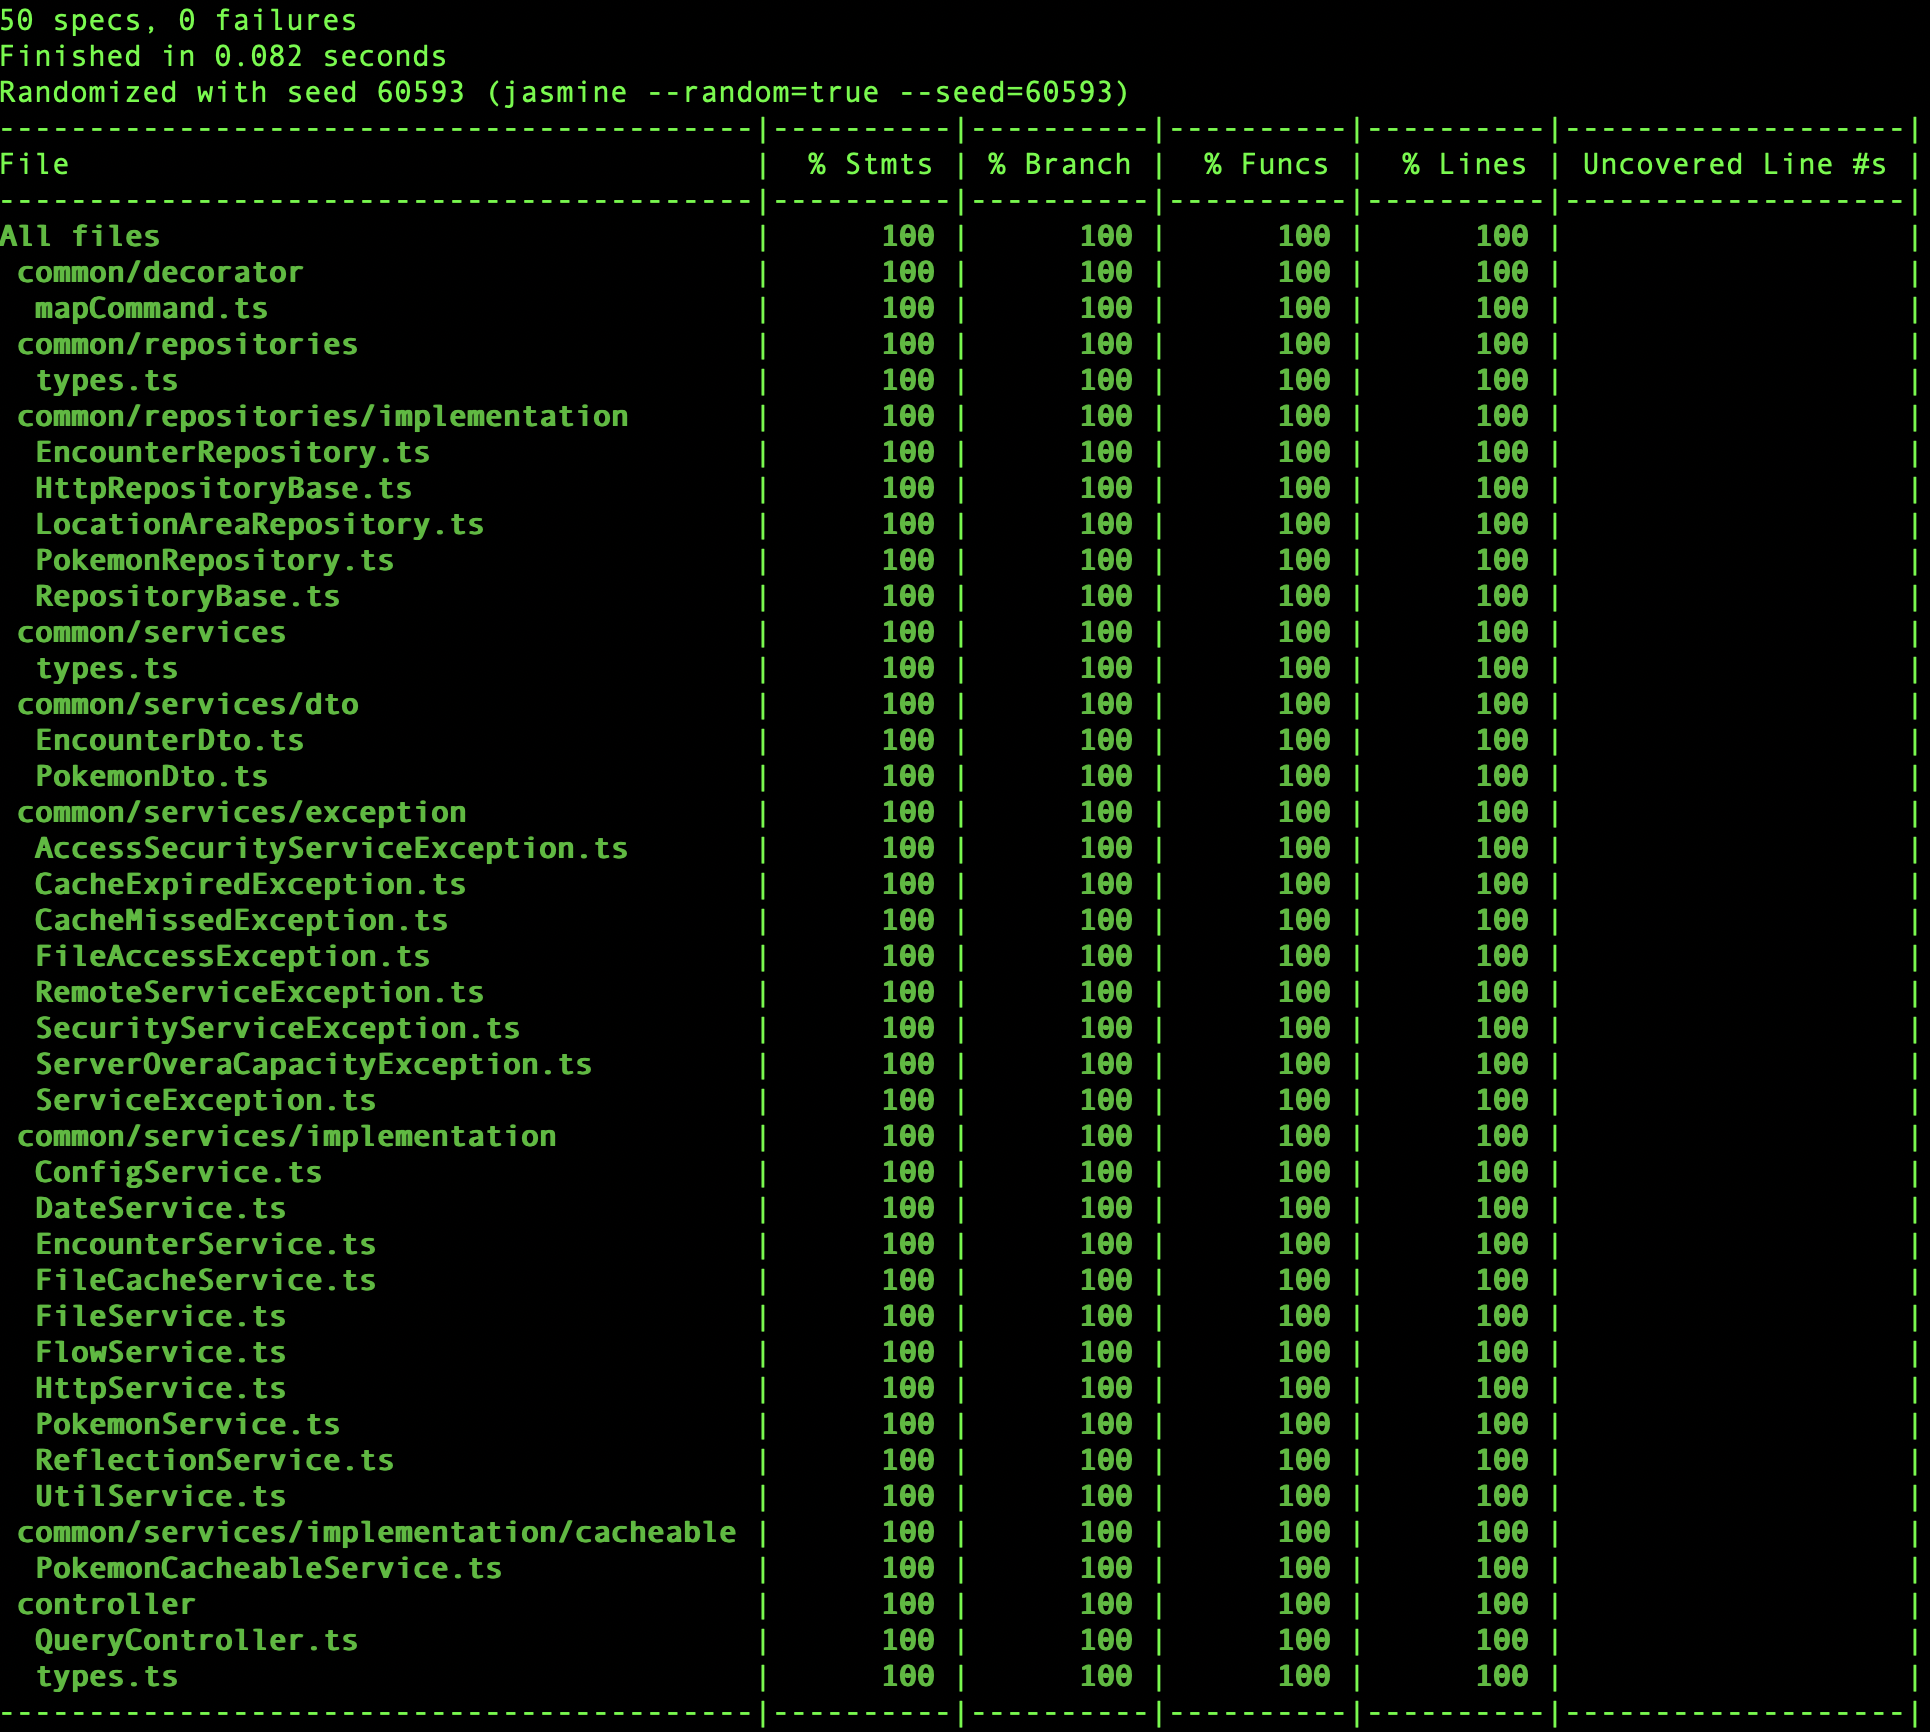 50 specs, 0 failures
Finished in 0.082 seconds
Randomized with seed 60593 (jasmine --random=true --seed=60593)
------------------------------------------|----------|----------|----------|----------|-------------------|
File                                      |  % Stmts | % Branch |  % Funcs |  % Lines | Uncovered Line #s |
------------------------------------------|----------|----------|----------|----------|-------------------|
All files                                 |      100 |      100 |      100 |      100 |                   |
 common/decorator                         |      100 |      100 |      100 |      100 |                   |
  mapCommand.ts                           |      100 |      100 |      100 |      100 |                   |
 common/repositories                      |      100 |      100 |      100 |      100 |                   |
  types.ts                                |      100 |      100 |      100 |      100 |                   |
 common/repositories/implementation       |      100 |      100 |      100 |      100 |                   |
  EncounterRepository.ts                  |      100 |      100 |      100 |      100 |                   |
  HttpRepositoryBase.ts                   |      100 |      100 |      100 |      100 |                   |
  LocationAreaRepository.ts               |      100 |      100 |      100 |      100 |                   |
  PokemonRepository.ts                    |      100 |      100 |      100 |      100 |                   |
  RepositoryBase.ts                       |      100 |      100 |      100 |      100 |                   |
 common/services                          |      100 |      100 |      100 |      100 |                   |
  types.ts                                |      100 |      100 |      100 |      100 |                   |
 common/services/dto                      |      100 |      100 |      100 |      100 |                   |
  EncounterDto.ts                         |      100 |      100 |      100 |      100 |                   |
  PokemonDto.ts                           |      100 |      100 |      100 |      100 |                   |
 common/services/exception                |      100 |      100 |      100 |      100 |                   |
  AccessSecurityServiceException.ts       |      100 |      100 |      100 |      100 |                   |
  CacheExpiredException.ts                |      100 |      100 |      100 |      100 |                   |
  CacheMissedException.ts                 |      100 |      100 |      100 |      100 |                   |
  FileAccessException.ts                  |      100 |      100 |      100 |      100 |                   |
  RemoteServiceException.ts               |      100 |      100 |      100 |      100 |                   |
  SecurityServiceException.ts             |      100 |      100 |      100 |      100 |                   |
  ServerOveraCapacityException.ts         |      100 |      100 |      100 |      100 |                   |
  ServiceException.ts                     |      100 |      100 |      100 |      100 |                   |
 common/services/implementation           |      100 |      100 |      100 |      100 |                   |
  ConfigService.ts                        |      100 |      100 |      100 |      100 |                   |
  DateService.ts                          |      100 |      100 |      100 |      100 |                   |
  EncounterService.ts                     |      100 |      100 |      100 |      100 |                   |
  FileCacheService.ts                     |      100 |      100 |      100 |      100 |                   |
  FileService.ts                          |      100 |      100 |      100 |      100 |                   |
  FlowService.ts                          |      100 |      100 |      100 |      100 |                   |
  HttpService.ts                          |      100 |      100 |      100 |      100 |                   |
  PokemonService.ts                       |      100 |      100 |      100 |      100 |                   |
  ReflectionService.ts                    |      100 |      100 |      100 |      100 |                   |
  UtilService.ts                          |      100 |      100 |      100 |      100 |                   |
 common/services/implementation/cacheable |      100 |      100 |      100 |      100 |                   |
  PokemonCacheableService.ts              |      100 |      100 |      100 |      100 |                   |
 controller                               |      100 |      100 |      100 |      100 |                   |
  QueryController.ts                      |      100 |      100 |      100 |      100 |                   |
  types.ts                                |      100 |      100 |      100 |      100 |                   |
------------------------------------------|----------|----------|----------|----------|-------------------|